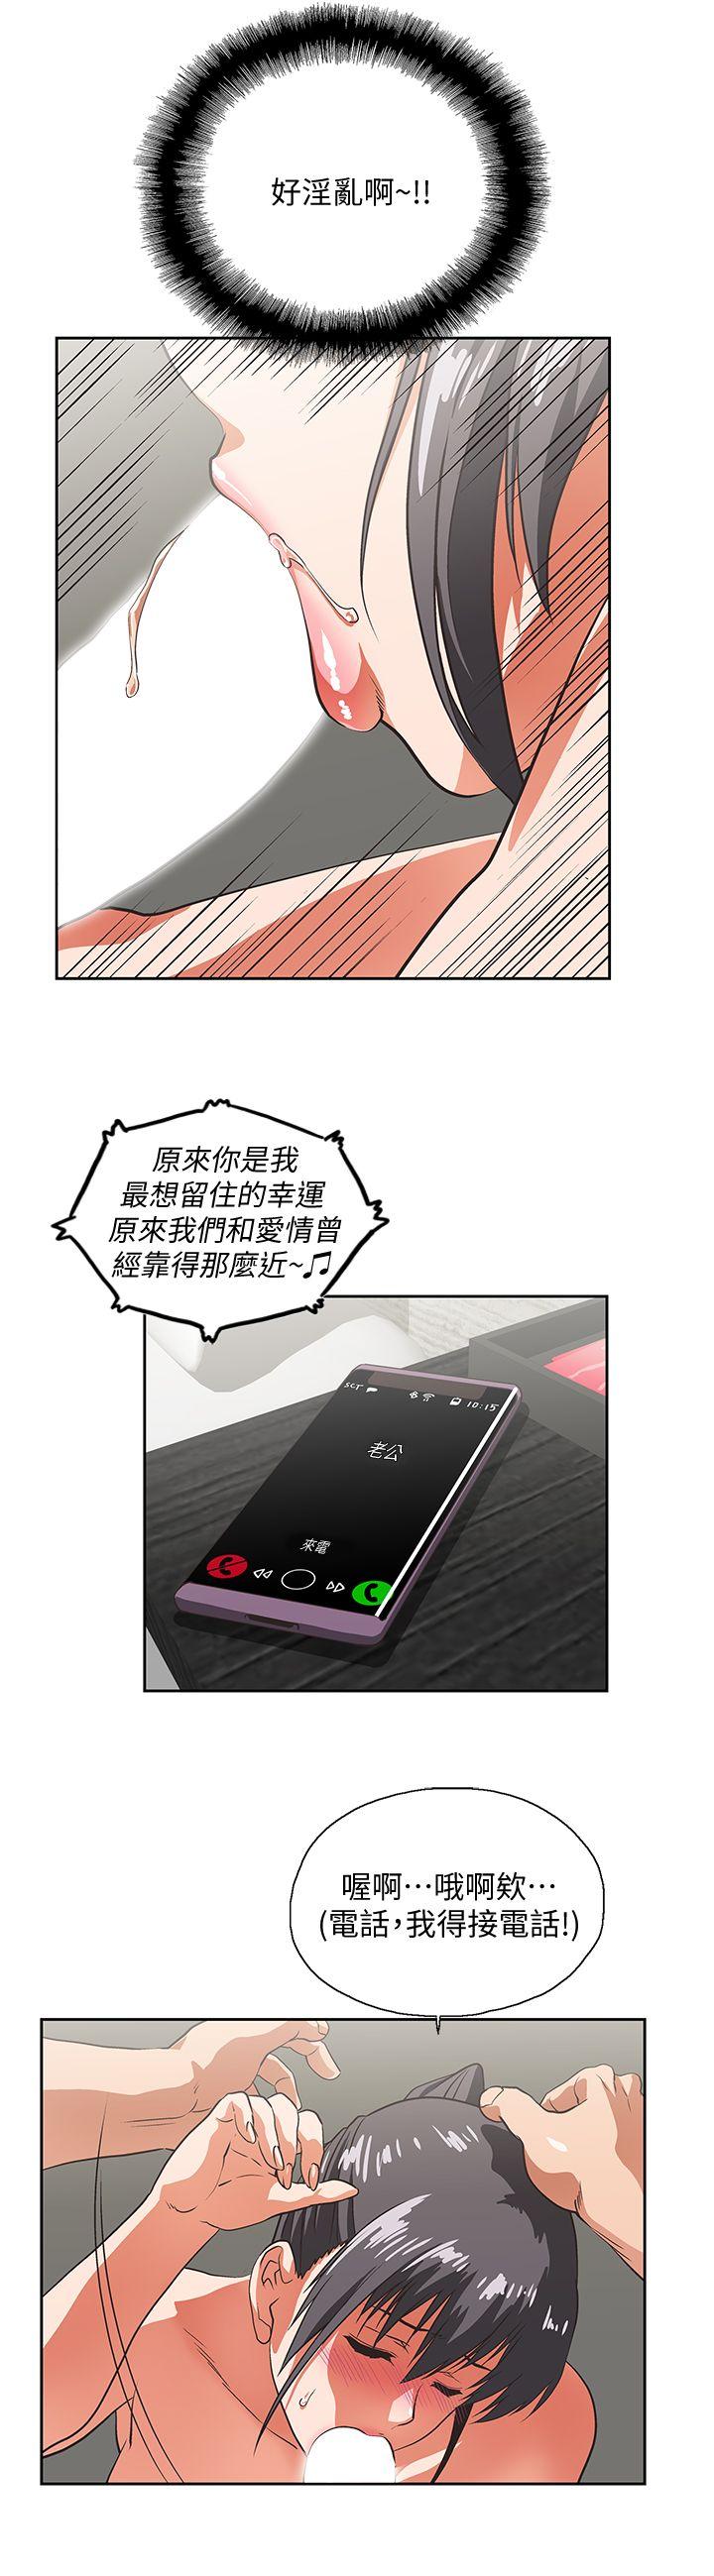 好淫亂啊~!!
原來你是我
最想留住的幸運
原來我們和愛情曾
經靠得那麼近~♫
SCT 10:15
老公
來電
喔啊⋯哦啊欸⋯
(電話,我得接電話!)